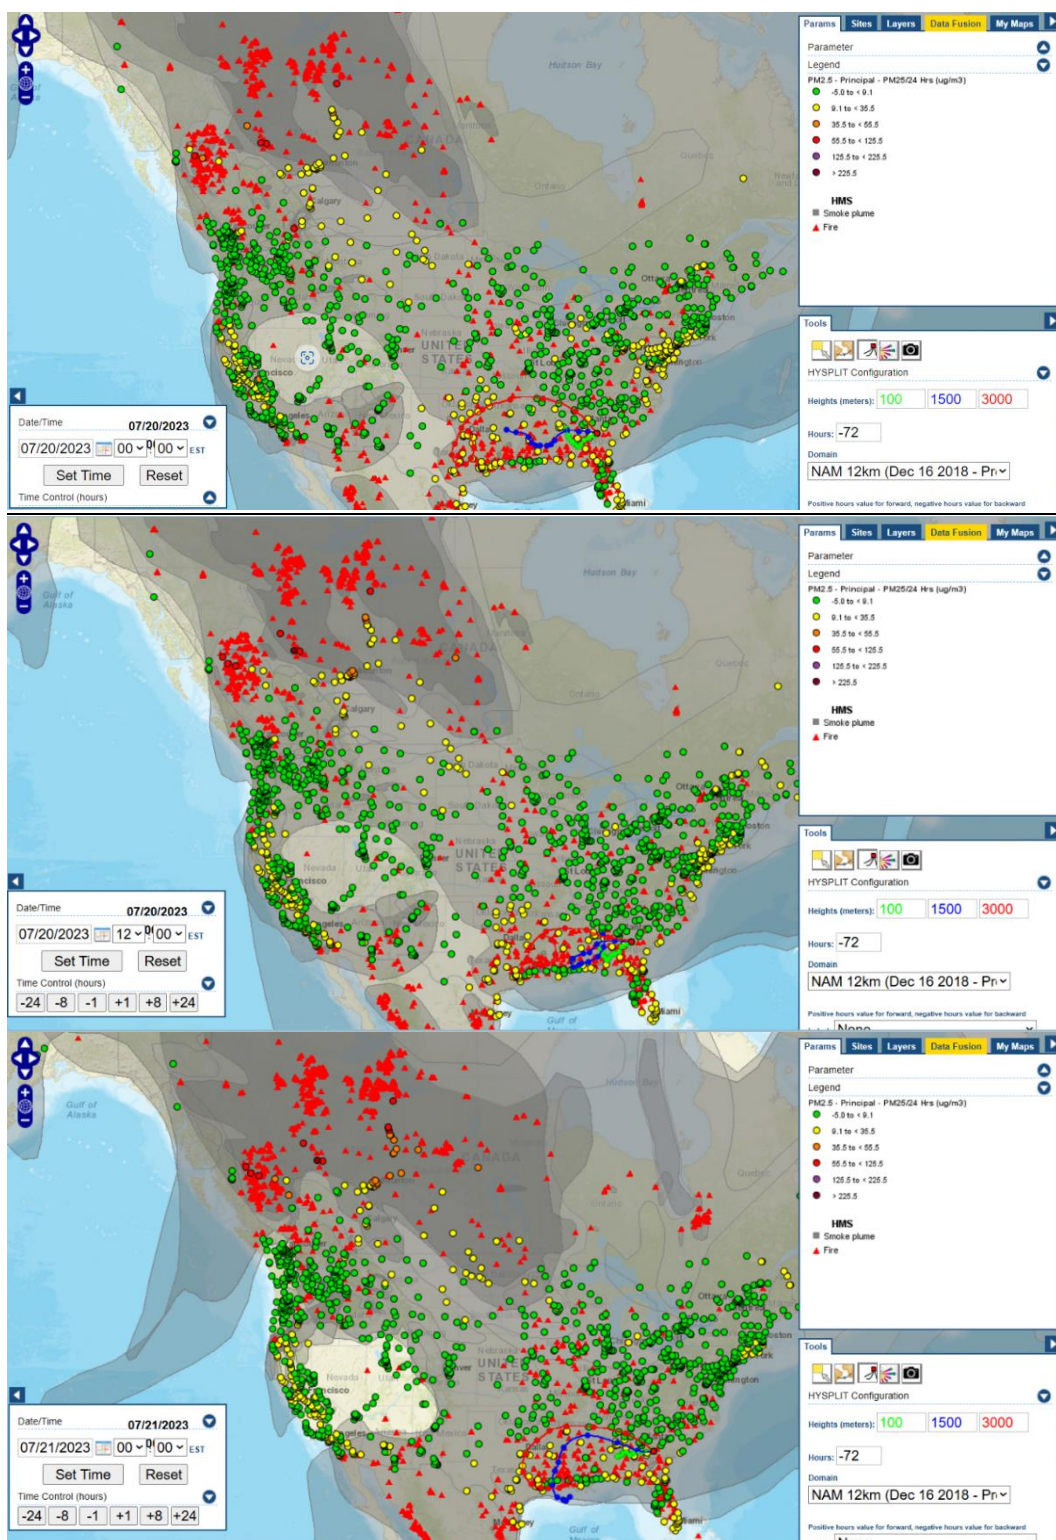 Params Sites Layers Data Fusion My Maps
Parameter
Legend
PM2.5 - Principal - PM25/24 Hrs (ug/m3)
-5.0 to < 9.1
9.1 to < 35.5
35.5 to < 55.5
55.5 to < 125.5
125.5 to < 225.5
> 225.5
HMS
Smoke plume
Fire
Hudson Bay
CANADA
Calgary
Ontario
Quebec
Ottawa
Boston
Nebraska
UNITED
STATES
St Lou
Dallas
Miami
Tools
HYSPLIT Configuration
Heights (meters): 100 1500 3000
Hours: -72
Domain
NAM 12km (Dec 16 2018 - Pr
Positive hours value for forward, negative hours value for backward
Date/Time 07/20/2023
07/20/2023 00 00 EST
Set Time Reset
Time Control (hours)
Params Sites Layers Data Fusion My Maps
Parameter
Legend
PM2.5 - Principal - PM25/24 Hrs (ug/m3)
-5.0 to < 9.1
9.1 to < 35.5
35.5 to < 55.5
55.5 to < 125.5
125.5 to < 225.5
> 225.5
HMS
Smoke plume
Fire
Gulf of
Alaska
Hudson Bay
CANADA
Calgary
Ontario
Quebec
Nebraska
Nevada
Dallas
Miami
Gulf of
Tools
HYSPLIT Configuration
Heights (meters): 100 1500 3000
Hours: -72
Domain
NAM 12km (Dec 16 2018 - Pr
Positive hours value for forward, negative hours value for backward
Date/Time 07/20/2023
07/20/2023 12 00 EST
Set Time Reset
Time Control (hours)
-24 -8 -1 +1 +8 +24
Params Sites Layers Data Fusion My Maps
Parameter
Legend
PM2.5 - Principal - PM25/24 Hrs (ug/m3)
-5.0 to < 9.1
9.1 to < 35.5
35.5 to < 55.5
55.5 to < 125.5
125.5 to < 225.5
> 225.5
HMS
Smoke plume
Fire
Gulf of
Alaska
Hudson Bay
CANADA
Calgary
Ontario
Quebec
Nebraska
Nevada
Dallas
Gulf of
Tools
HYSPLIT Configuration
Heights (meters): 100 1500 3000
Hours: -72
Domain
NAM 12km (Dec 16 2018 - Pr
Positive hours value for forward, negative hours value for backward
Date/Time 07/21/2023
07/21/2023 00 00 EST
Set Time Reset
Time Control (hours)
-24 -8 -1 +1 +8 +24